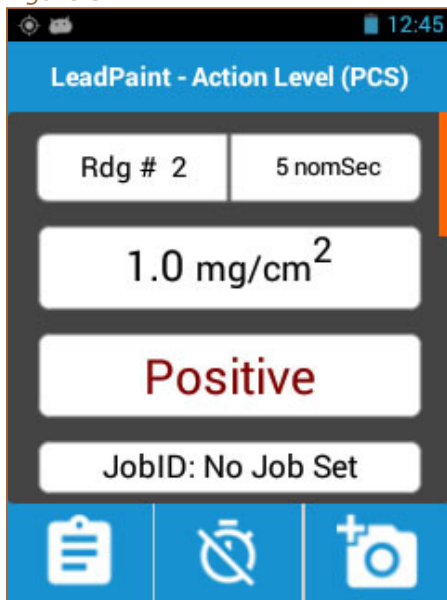 12:45
LeadPaint - Action Level (PCS)
Rdg # 2 5 nomSec
1.0 mg/cm²
Positive
JobID: No Job Set